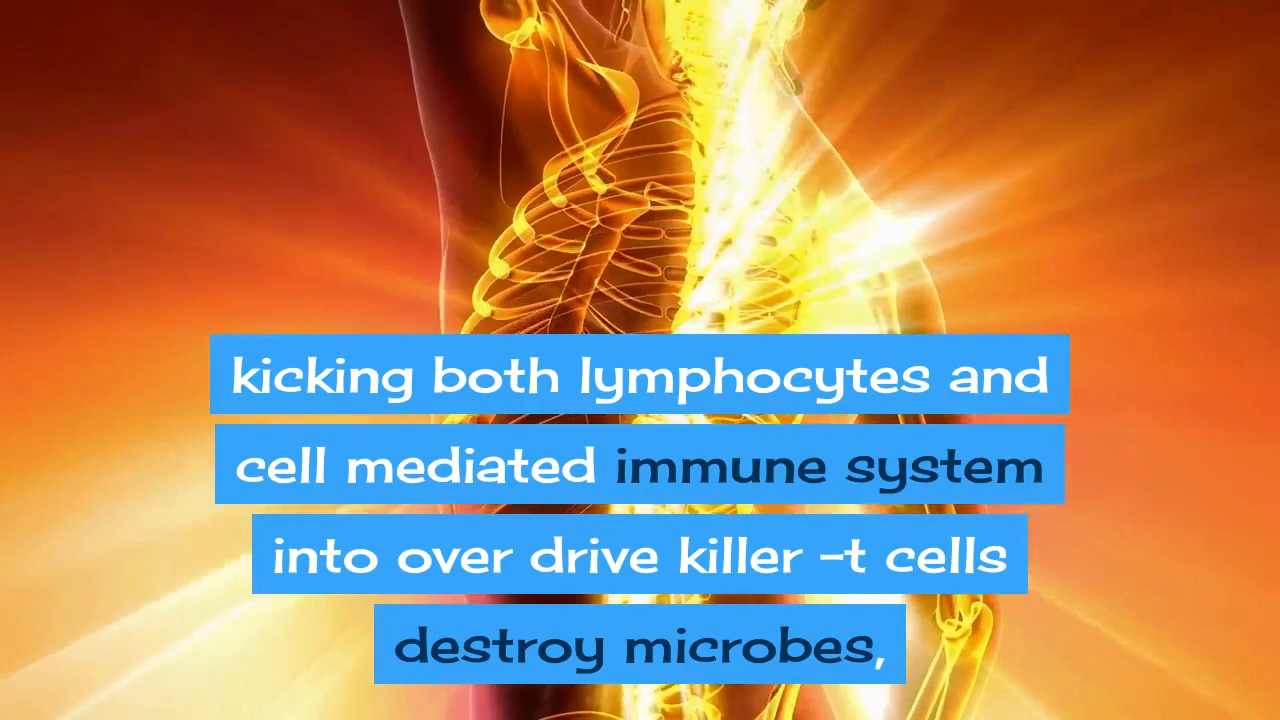 kicking both lymphocytes and
cell mediated immune system
into over drive killer -t cells
destroy microbes,